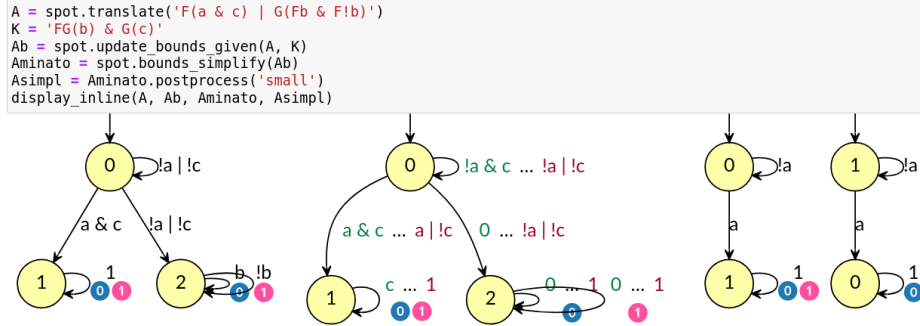 A = spot.translate('F(a & c) | G(Fb & F!b)')
K = 'FG(b) & G(c)'
Ab = spot.update_bounds_given(A, K)
Aminato = spot.bounds_simplify(Ab)
Asimpl = Aminato.postprocess('small')
display_inline(A, Ab, Aminato, Asimpl)
0 !a | !c 0 !a & c ... !a | !c 0 !a 1 !a
a & c !a | !c a & c ... a | !c 0 ... !a | !c a a
1 1 2 b !b 1 c ... 1 2 0 ... 1 0 ... 1 1 1 0 1
0 1 0 1 0 1 0 1 0 1 0